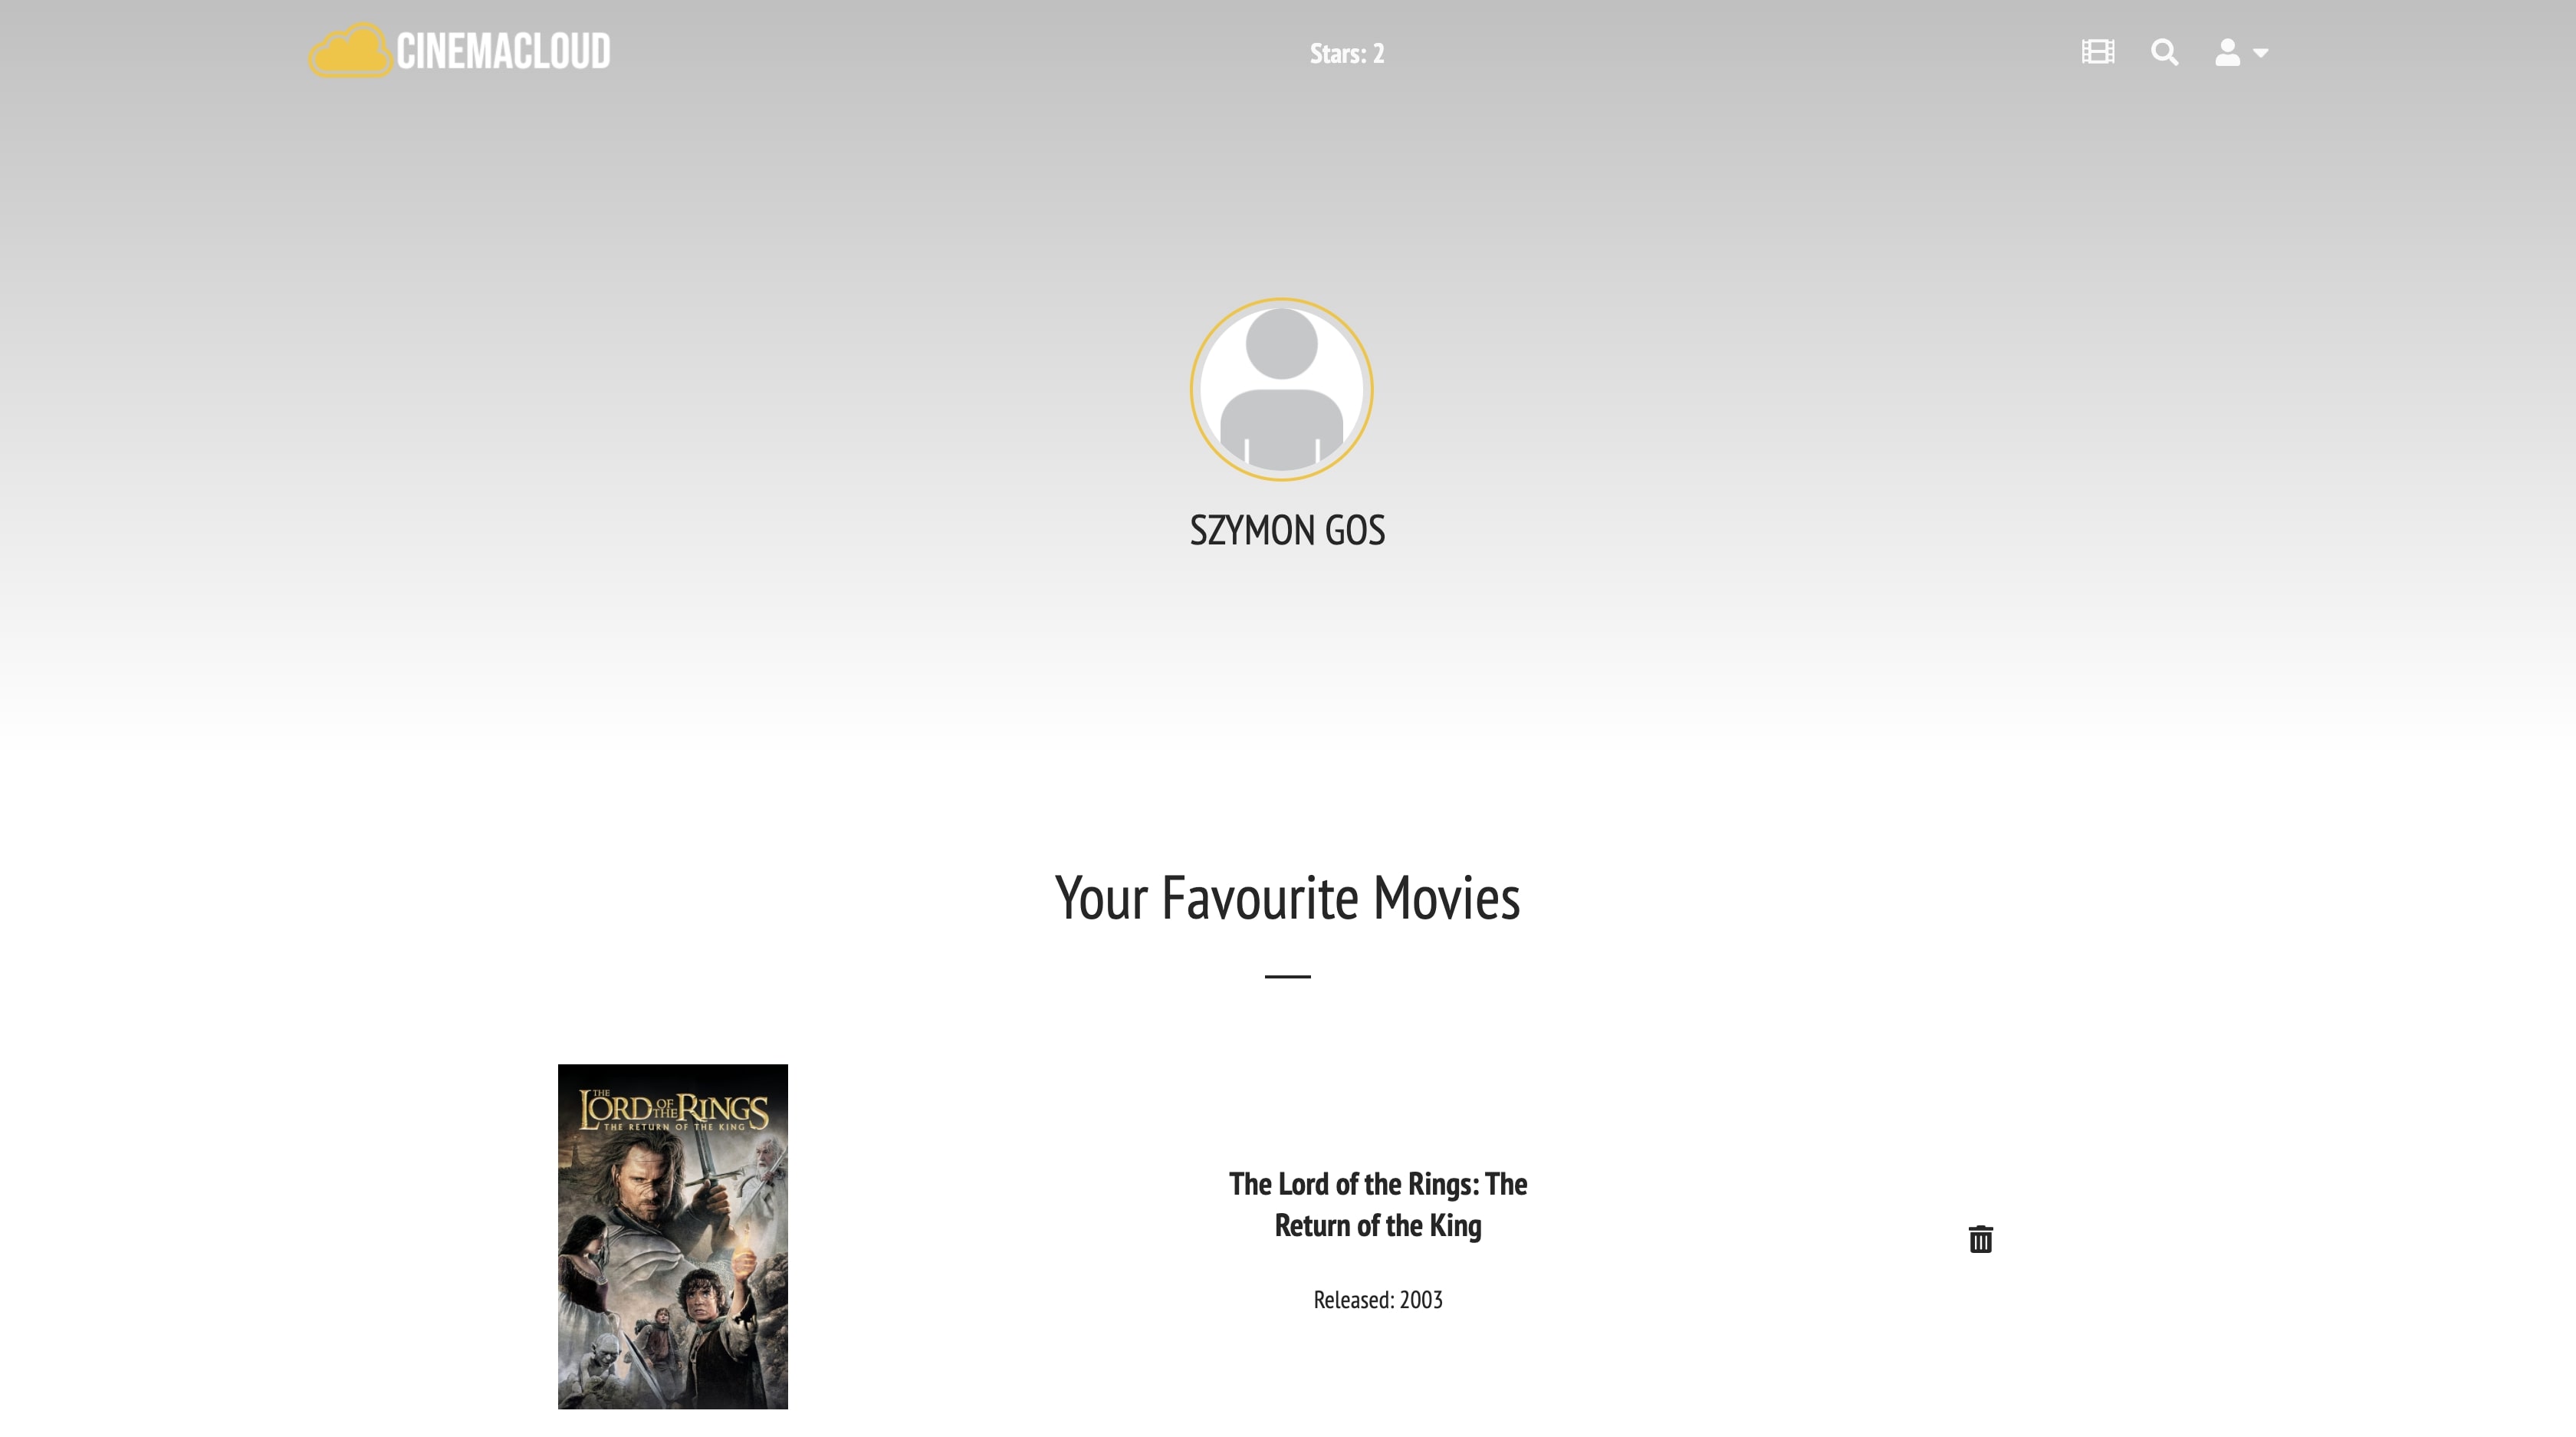 CINEMACLOUD
Stars: 2
SZYMON GOS
Your Favourite Movies
THE LORD OF THE RINGS
THE RETURN OF THE KING
The Lord of the Rings: The
Return of the King
Released: 2003